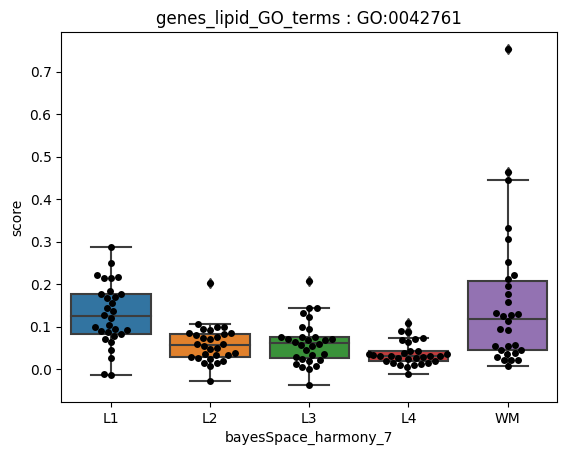 genes_lipid_GO_terms : GO:0042761
score
0.7
0.6
0.5
0.4
0.3
0.2
0.1
0.0
L1 L2 L3 L4 WM
bayesSpace_harmony_7